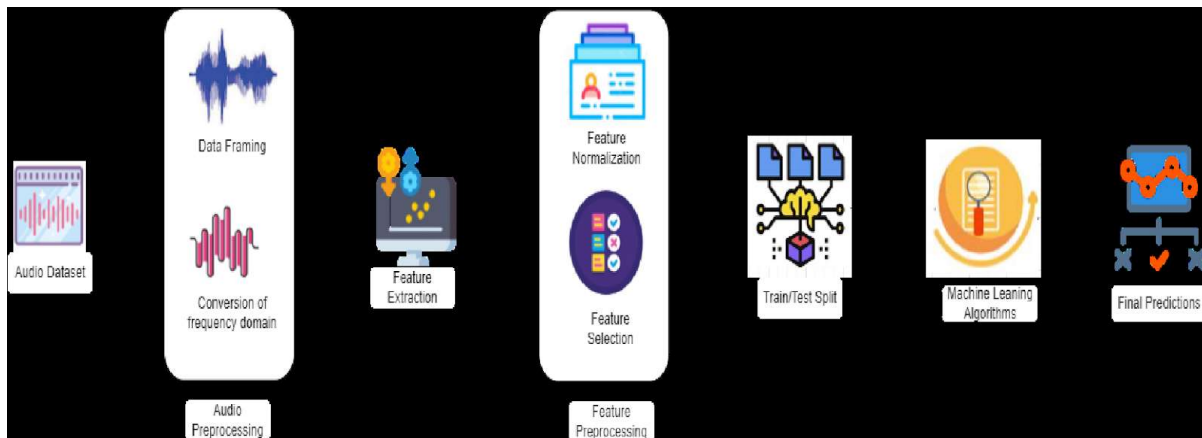 Audio Dataset
Data Framing
Conversion of
frequency domain
Audio
Preprocessing
Feature
Extraction
Feature
Normalization
Feature
Selection
Feature
Preprocessing
Train/Test Split
Machine Leaning
Algorithms
Final Predictions